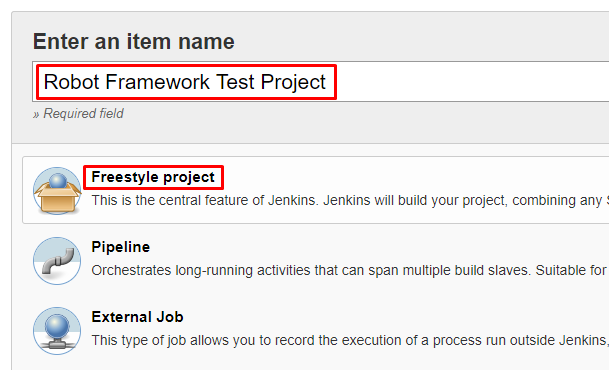 Enter an item name
Robot Framework Test Project
» Required field
Freestyle project
This is the central feature of Jenkins. Jenkins will build your project, combining any
Pipeline
Orchestrates long-running activities that can span multiple build slaves. Suitable for
External Job
This type of job allows you to record the execution of a process run outside Jenkins,